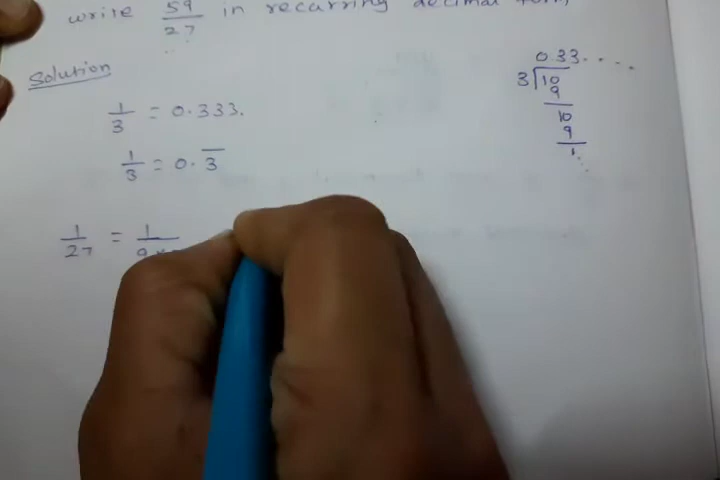 write 59/27 in recurring decimal form,
Solution
1/3 = 0.333.
1/3 = 0.3̅
1/27 = 1/9×
0.33.....
3 10
9
10
9
1